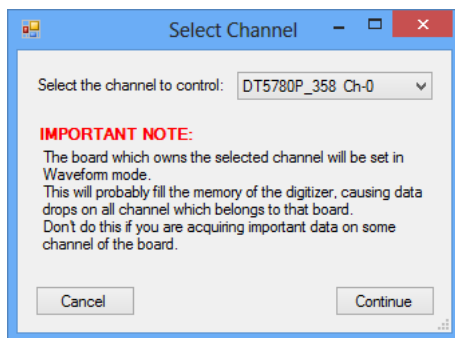 Select Channel
Select the channel to control: DT5780P_358 Ch-0
IMPORTANT NOTE:
The board which owns the selected channel will be set in
Waveform mode.
This will probably fill the memory of the digitizer, causing data
drops on all channel which belongs to that board.
Don't do this if you are acquiring important data on some
channel of the board.
Cancel Continue